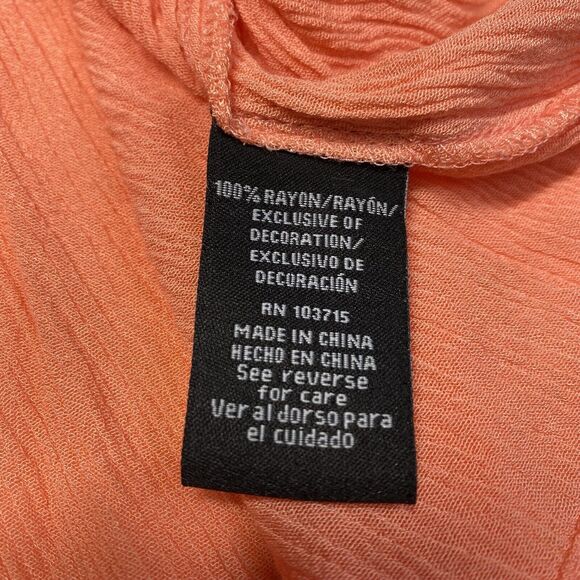 100% RAYON/RAYÓN/
EXCLUSIVE OF
DECORATION/
EXCLUSIVO DE
DECORACIÓN
RN 103715
MADE IN CHINA
HECHO EN CHINA
See reverse
for care
Ver al dorso para
el cuidado